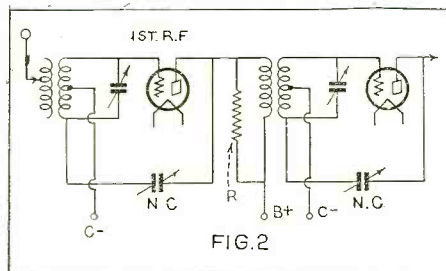 1ST. R.F
N.C
R
B+
C-
N.C.
C-
FIG.2